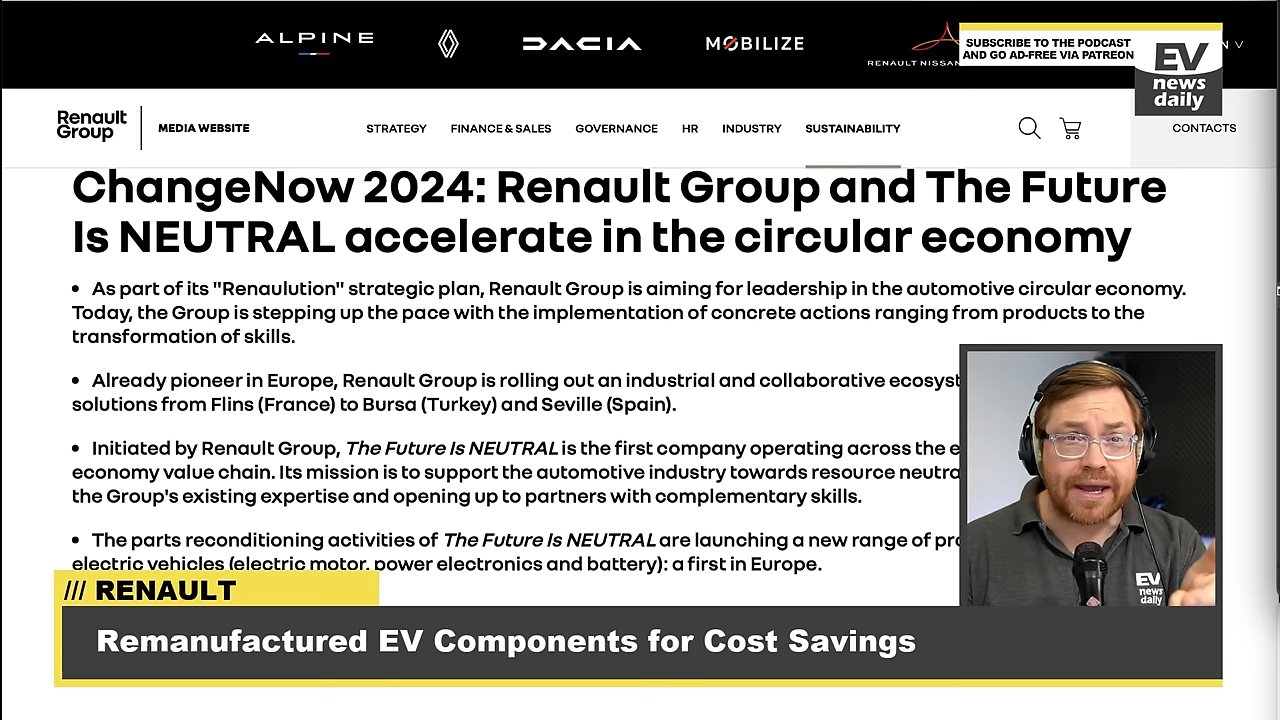 ALPINE
DACIA
MOBILIZE
RENAULT NISSAN
SUBSCRIBE TO THE PODCAST
AND GO AD-FREE VIA PATREON
N
EV
news
daily
Renault
Group
MEDIA WEBSITE
STRATEGY
FINANCE & SALES
GOVERNANCE
HR
INDUSTRY
SUSTAINABILITY
CONTACTS
ChangeNow 2024: Renault Group and The Future
Is NEUTRAL accelerate in the circular economy
• As part of its "Renaulution" strategic plan, Renault Group is aiming for leadership in the automotive circular economy.
Today, the Group is stepping up the pace with the implementation of concrete actions ranging from products to the
transformation of skills.
• Already pioneer in Europe, Renault Group is rolling out an industrial and collaborative ecosyst
solutions from Flins (France) to Bursa (Turkey) and Seville (Spain).
• Initiated by Renault Group, The Future Is NEUTRAL is the first company operating across the e
economy value chain. Its mission is to support the automotive industry towards resource neutra
the Group's existing expertise and opening up to partners with complementary skills.
• The parts reconditioning activities of The Future Is NEUTRAL are launching a new range of pro
electric vehicles (electric motor, power electronics and battery): a first in Europe.
EV
news
daily
/// RENAULT
Remanufactured EV Components for Cost Savings